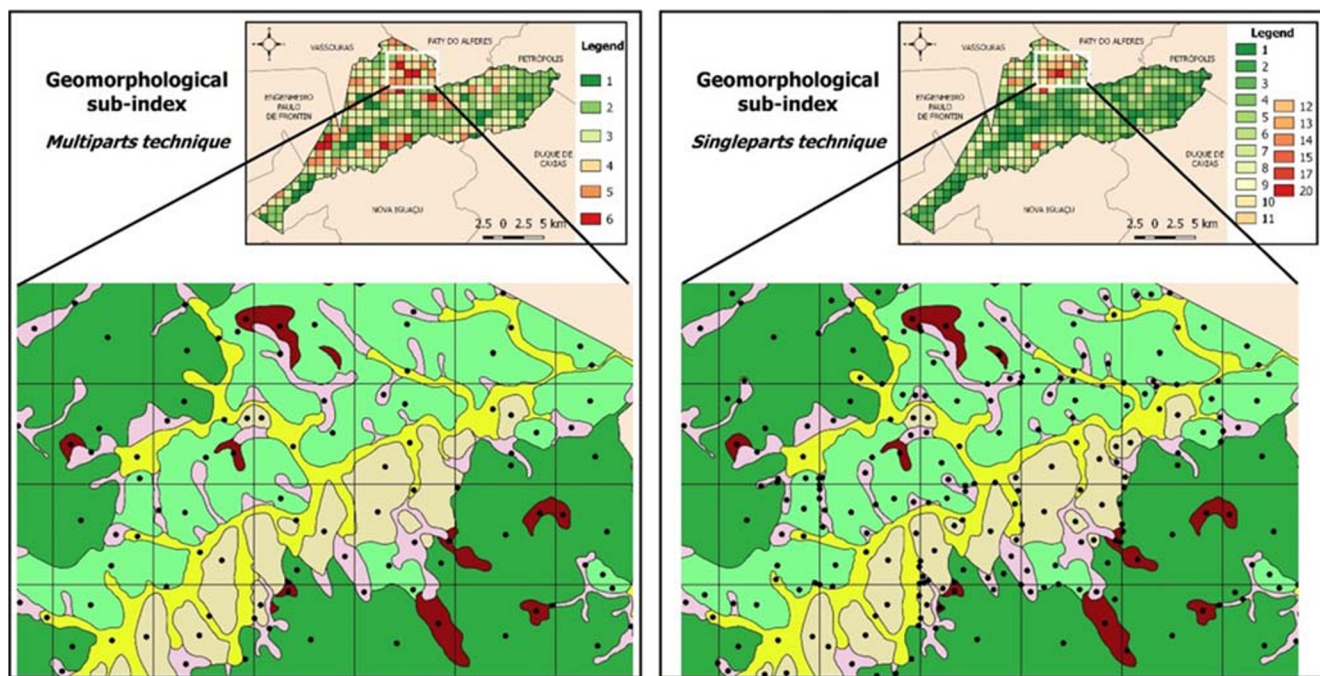 Geomorphological
sub-index
Multiparts technique
VASSOURAS
PATY DO ALFERES
PETRÓPOLIS
ENGENHEIRO
PAULO
DE FRONTIN
DUQUE DE
CAXIAS
NOVA IGUAÇU
2.5 0 2.5 5 km
Legend
1
2
3
4
5
6
Geomorphological
sub-index
Singleparts technique
VASSOURAS
PATY DO ALFERES
PETRÓPOLIS
ENGENHEIRO
PAULO
DE FRONTIN
DUQUE DE
CAXIAS
NOVA IGUAÇU
2.5 0 2.5 5 km
Legend
1
2
3
4
5
6
7
8
9
10
11
12
13
14
15
17
20